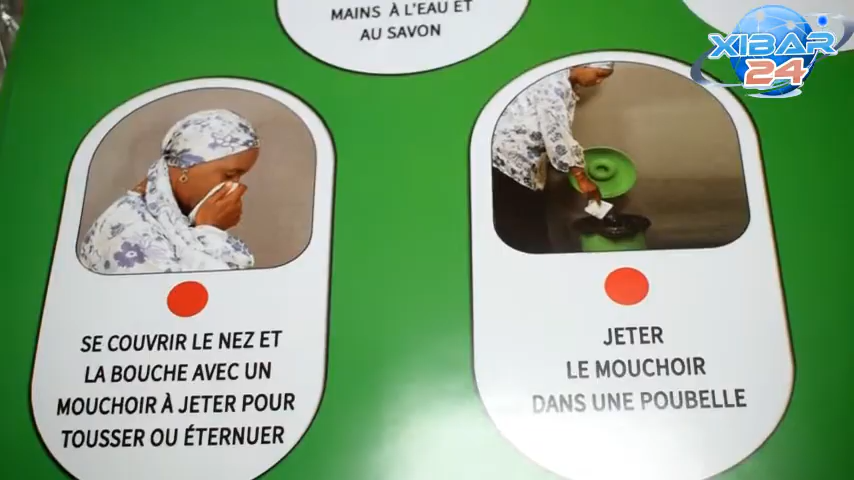 MAINS À L'EAU ET
AU SAVON
XIBAR
24
SE COUVRIR LE NEZ ET
LA BOUCHE AVEC UN
MOUCHOIR À JETER POUR
TOUSSER OU ÉTERNUER
JETER
LE MOUCHOIR
DANS UNE POUBELLE